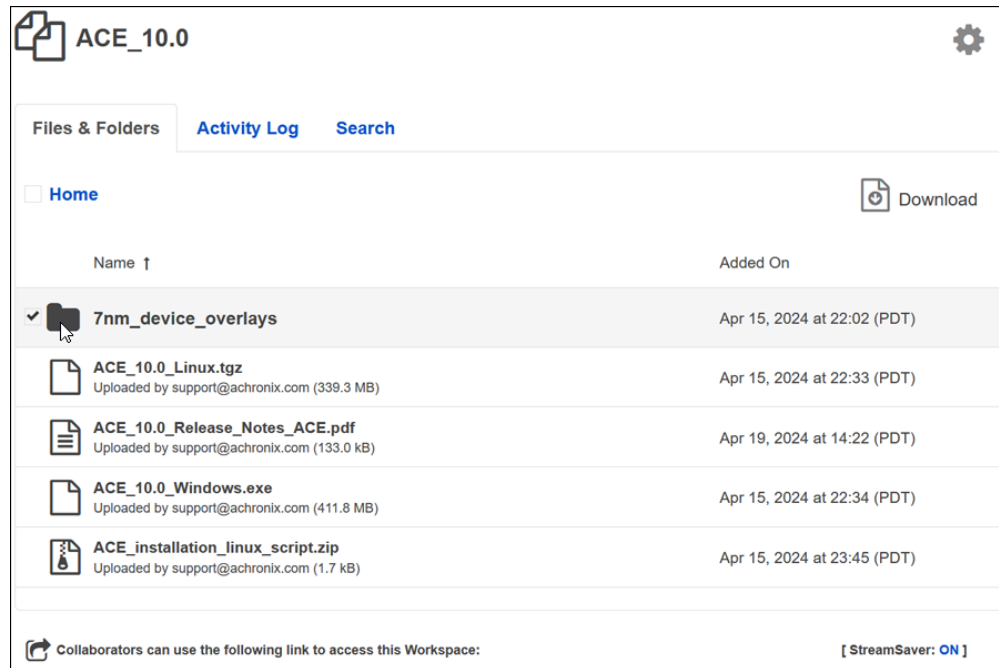 ACE_10.0
Files & Folders Activity Log Search
Home Download
Name ↑ Added On
7nm_device_overlays Apr 15, 2024 at 22:02 (PDT)
ACE_10.0_Linux.tgz
Uploaded by support@achronix.com (339.3 MB) Apr 15, 2024 at 22:33 (PDT)
ACE_10.0_Release_Notes_ACE.pdf
Uploaded by support@achronix.com (133.0 kB) Apr 19, 2024 at 14:22 (PDT)
ACE_10.0_Windows.exe
Uploaded by support@achronix.com (411.8 MB) Apr 15, 2024 at 22:34 (PDT)
ACE_installation_linux_script.zip
Uploaded by support@achronix.com (1.7 kB) Apr 15, 2024 at 23:45 (PDT)
Collaborators can use the following link to access this Workspace: [ StreamSaver: ON ]